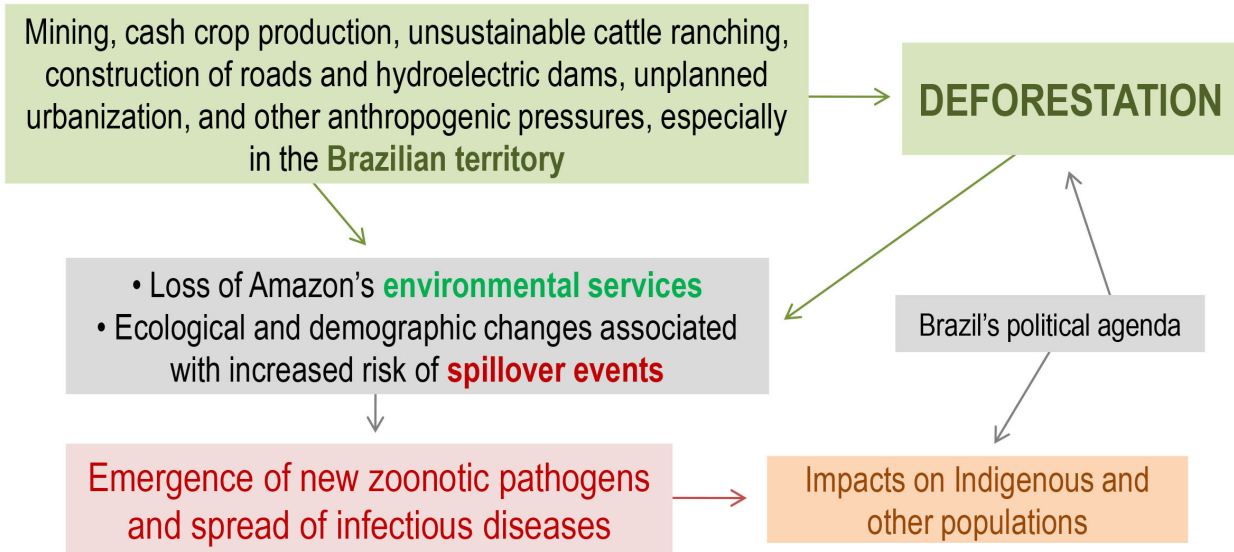 Mining, cash crop production, unsustainable cattle ranching,
construction of roads and hydroelectric dams, unplanned
urbanization, and other anthropogenic pressures, especially
in the Brazilian territory
DEFORESTATION
• Loss of Amazon’s environmental services
• Ecological and demographic changes associated
with increased risk of spillover events
Brazil’s political agenda
Emergence of new zoonotic pathogens
and spread of infectious diseases
Impacts on Indigenous and
other populations